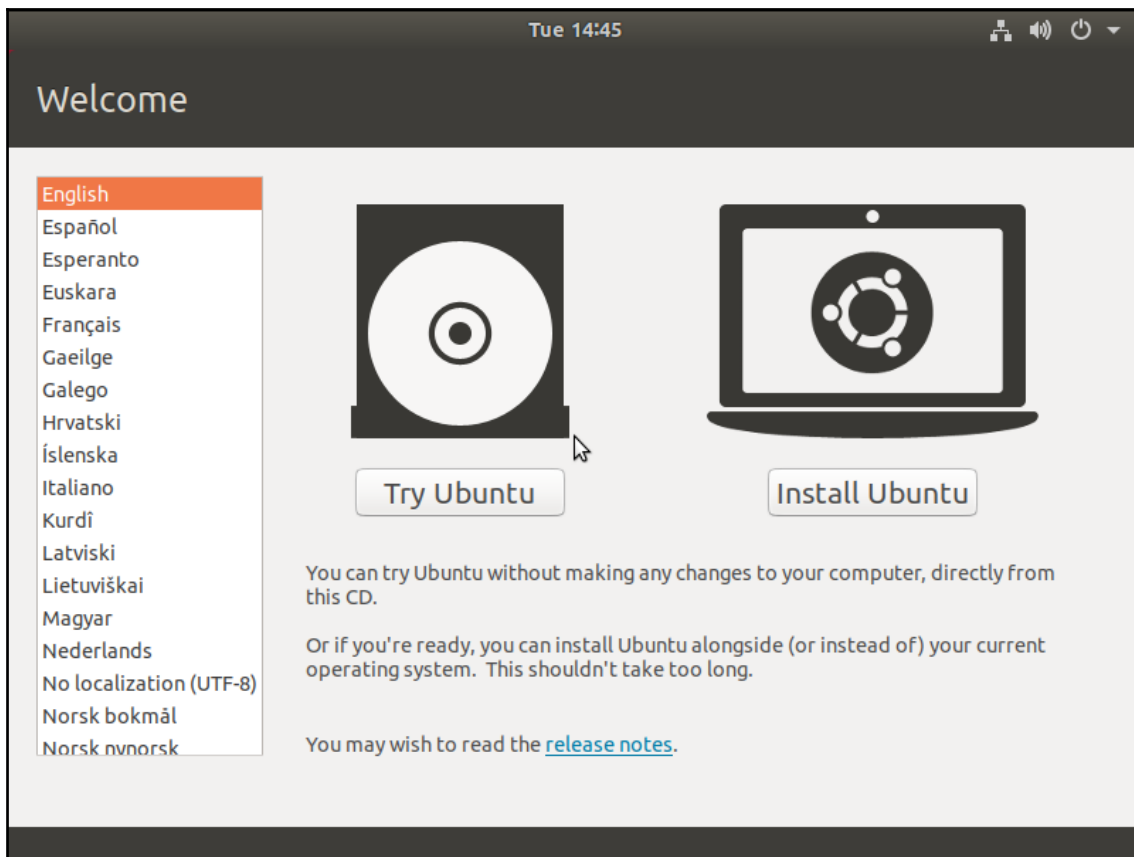 Tue 14:45
Welcome
English
Español
Esperanto
Euskara
Français
Gaeilge
Galego
Hrvatski
Íslenska
Italiano
Kurdî
Latviski
Lietuviškai
Magyar
Nederlands
No localization (UTF-8)
Norsk bokmål
Norsk nynorsk
Try Ubuntu
Install Ubuntu
You can try Ubuntu without making any changes to your computer, directly from
this CD.
Or if you're ready, you can install Ubuntu alongside (or instead of) your current
operating system.  This shouldn't take too long.
You may wish to read the release notes.